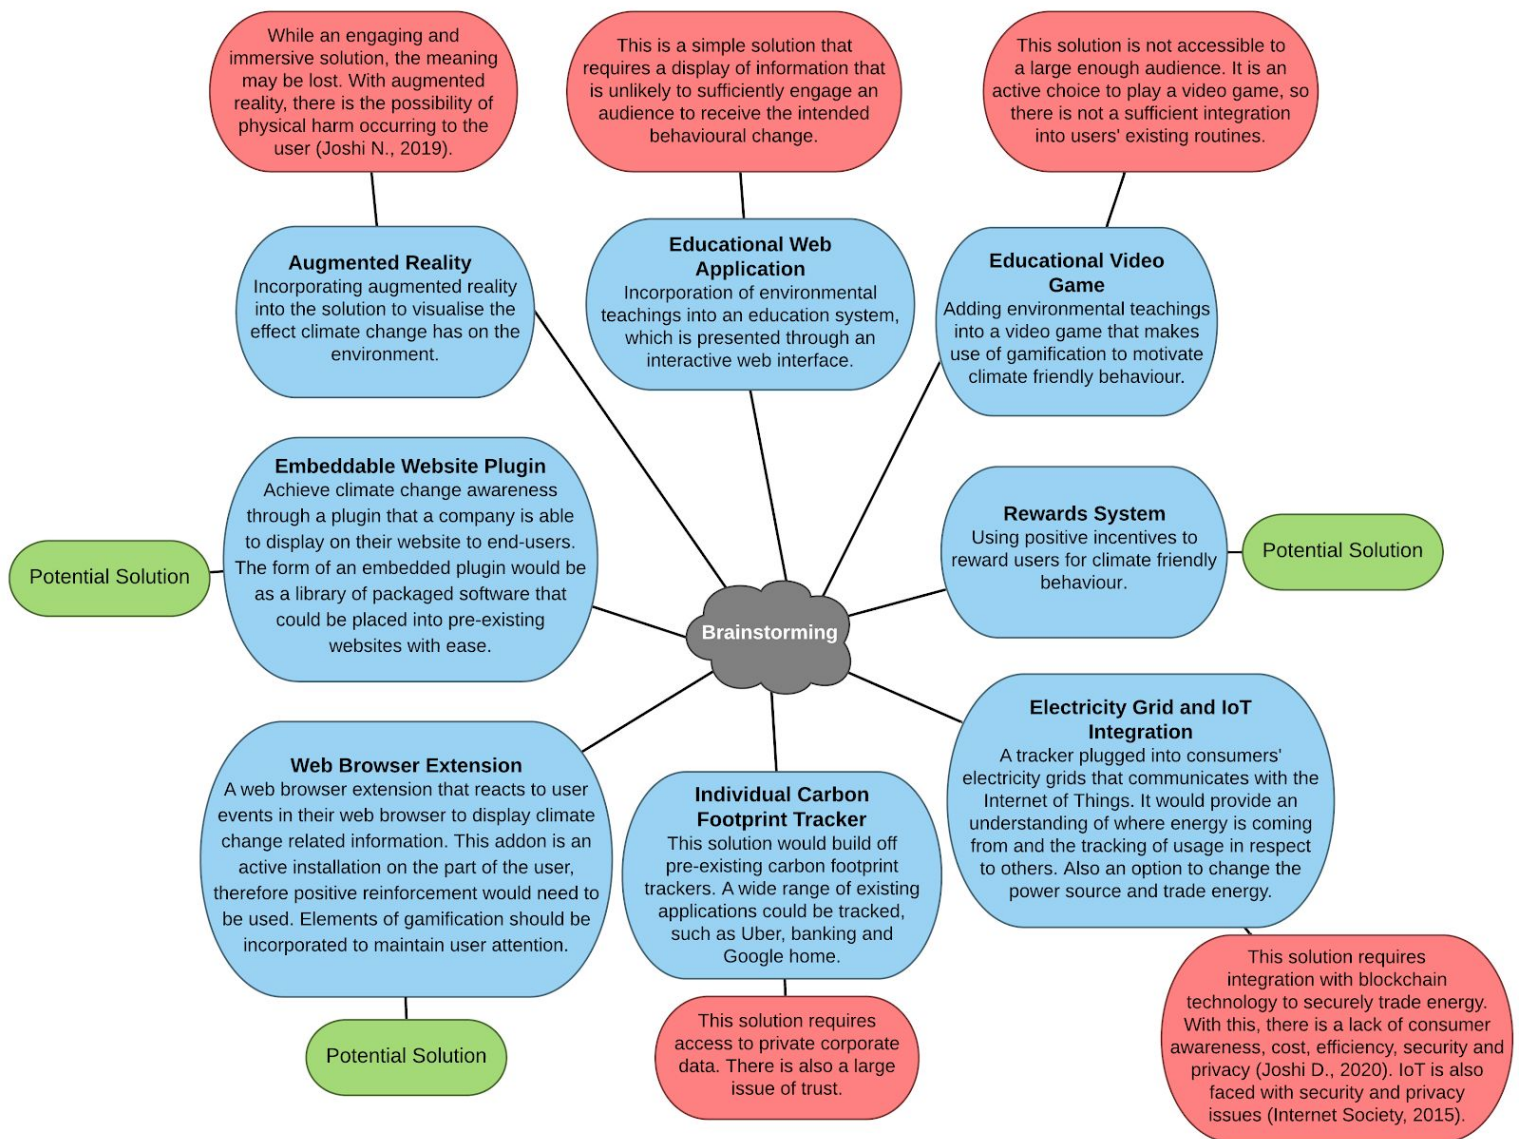 While an engaging and
immersive solution, the meaning
may be lost. With augmented
reality, there is the possibility of
physical harm occurring to the
user (Joshi N., 2019).
This is a simple solution that
requires a display of information that
is unlikely to sufficiently engage an
audience to receive the intended
behavioural change.
This solution is not accessible to
a large enough audience. It is an
active choice to play a video game, so
there is not a sufficient integration
into users' existing routines.
Augmented Reality
Incorporating augmented reality
into the solution to visualise the
effect climate change has on the
environment.
Educational Web
Application
Incorporation of environmental
teachings into an education system,
which is presented through an
interactive web interface.
Educational Video
Game
Adding environmental teachings
into a video game that makes
use of gamification to motivate
climate friendly behaviour.
Embeddable Website Plugin
Achieve climate change awareness
through a plugin that a company is able
to display on their website to end-users.
The form of an embedded plugin would be
as a library of packaged software that
could be placed into pre-existing
websites with ease.
Potential Solution
Rewards System
Using positive incentives to
reward users for climate friendly
behaviour.
Potential Solution
Brainstorming
Web Browser Extension
A web browser extension that reacts to user
events in their web browser to display climate
change related information. This addon is an
active installation on the part of the user,
therefore positive reinforcement would need to
be used. Elements of gamification should be
incorporated to maintain user attention.
Potential Solution
Individual Carbon
Footprint Tracker
This solution would build off
pre-existing carbon footprint
trackers. A wide range of existing
applications could be tracked,
such as Uber, banking and
Google home.
This solution requires
access to private corporate
data. There is also a large
issue of trust.
Electricity Grid and IoT
Integration
A tracker plugged into consumers'
electricity grids that communicates with the
Internet of Things. It would provide an
understanding of where energy is coming
from and the tracking of usage in respect
to others. Also an option to change the
power source and trade energy.
This solution requires
integration with blockchain
technology to securely trade energy.
With this, there is a lack of consumer
awareness, cost, efficiency, security and
privacy (Joshi D., 2020). IoT is also
faced with security and privacy
issues (Internet Society, 2015).